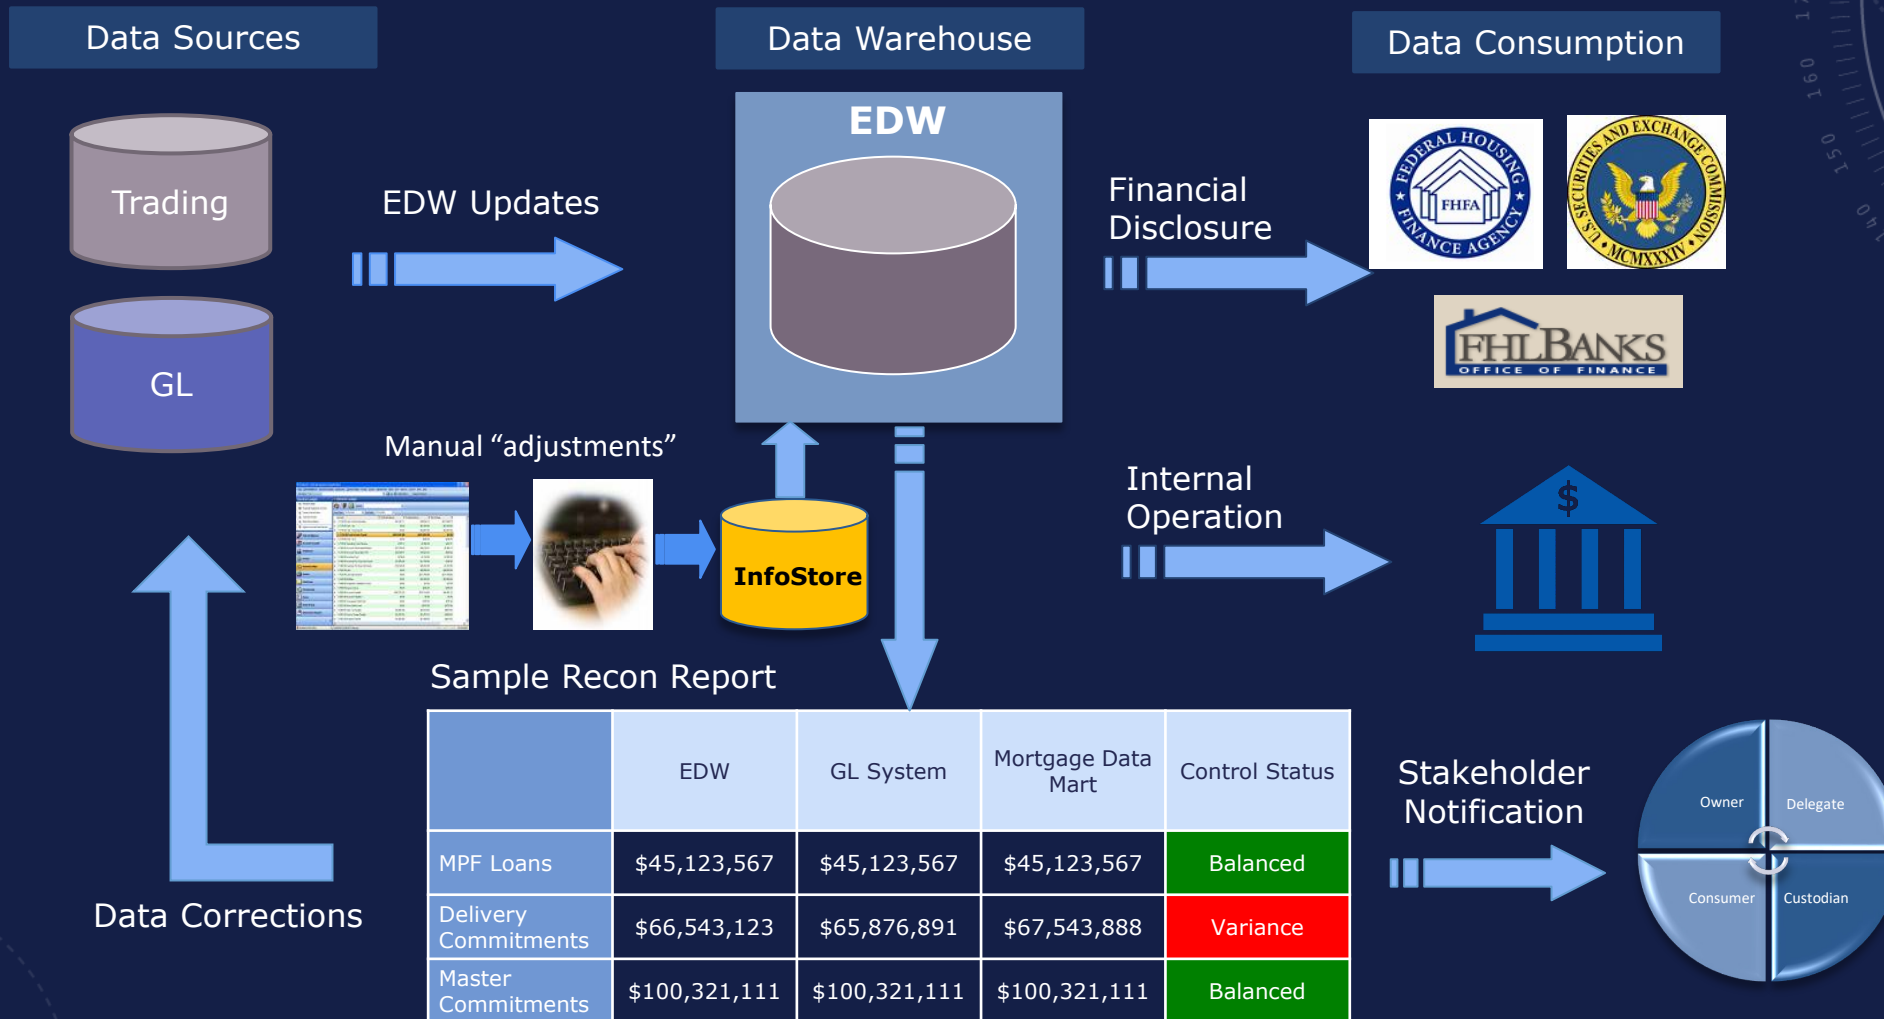 Data Sources
Data Warehouse
Data Consumption
Trading
GL
EDW Updates
EDW
Financial
Disclosure
FEDERAL HOUSING
FINANCE AGENCY
FHFA
U.S. SECURITIES AND EXCHANGE COMMISSION
MCMXXXIV
FHLBANKS
OFFICE OF FINANCE
160
150
140
Manual “adjustments”
InfoStore
Internal
Operation
$
Data Corrections
Sample Recon Report
EDW
GL System
Mortgage Data
Mart
Control Status
MPF Loans
$45,123,567
$45,123,567
$45,123,567
Balanced
Delivery
Commitments
$66,543,123
$65,876,891
$67,543,888
Variance
Master
Commitments
$100,321,111
$100,321,111
$100,321,111
Balanced
Stakeholder
Notification
Owner
Delegate
Consumer
Custodian